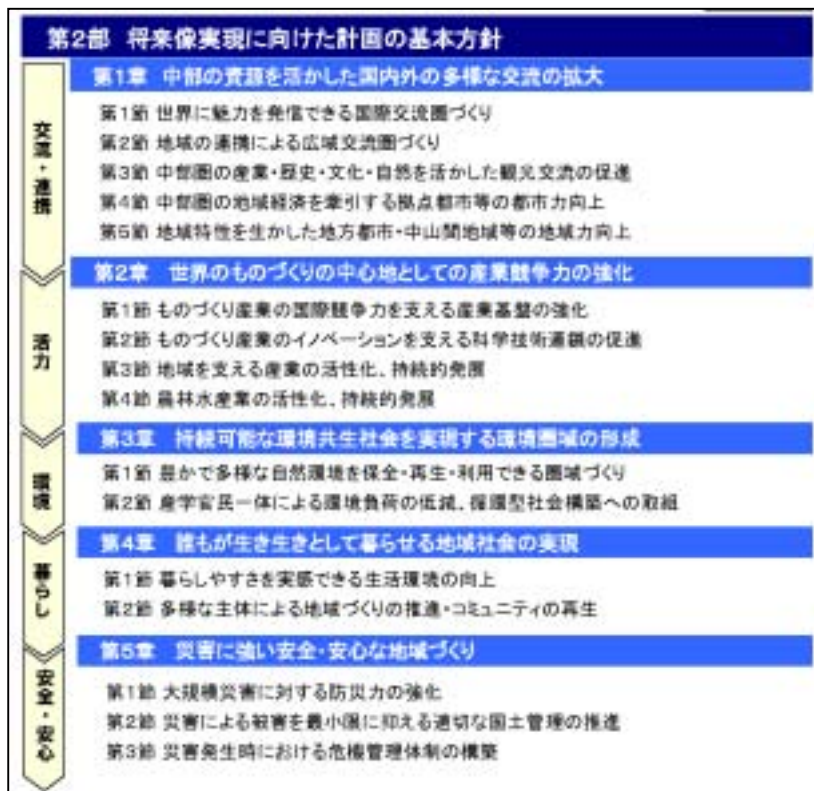 第2部 将来像実現に向けた計画の基本方針
交流・連携
第1章 中部の資源を活かした国内外の多様な交流の拡大
第1節 世界に魅力を発信できる国際交流圏づくり
第2節 地域の連携による広域交流圏づくり
第3節 中部圏の産業・歴史・文化・自然を活かした観光交流の促進
第4節 中部圏の地域経済を牽引する拠点都市等の都市力向上
第5節 地域特性を生かした地方都市・中山間地域等の地域力向上
活力
第2章 世界のものづくりの中心地としての産業競争力の強化
第1節 ものづくり産業の国際競争力を支える産業基盤の強化
第2節 ものづくり産業のイノベーションを支える科学技術連鎖の促進
第3節 地域を支える産業の活性化、持続的発展
第4節 農林水産業の活性化、持続的発展
環境
第3章 持続可能な環境共生社会を実現する環境圏域の形成
第1節 豊かで多様な自然環境を保全・再生・利用できる圏域づくり
第2節 産学官民一体による環境負荷の低減、循環型社会構築への取組
暮らし
第4章 誰もが生き生きとして暮らせる地域社会の実現
第1節 暮らしやすさを実感できる生活環境の向上
第2節 多様な主体による地域づくりの推進・コミュニティの再生
安全・安心
第5章 災害に強い安全・安心な地域づくり
第1節 大規模災害に対する防災力の強化
第2節 災害による被害を最小限に抑える適切な国土管理の推進
第3節 災害発生時における危機管理体制の構築